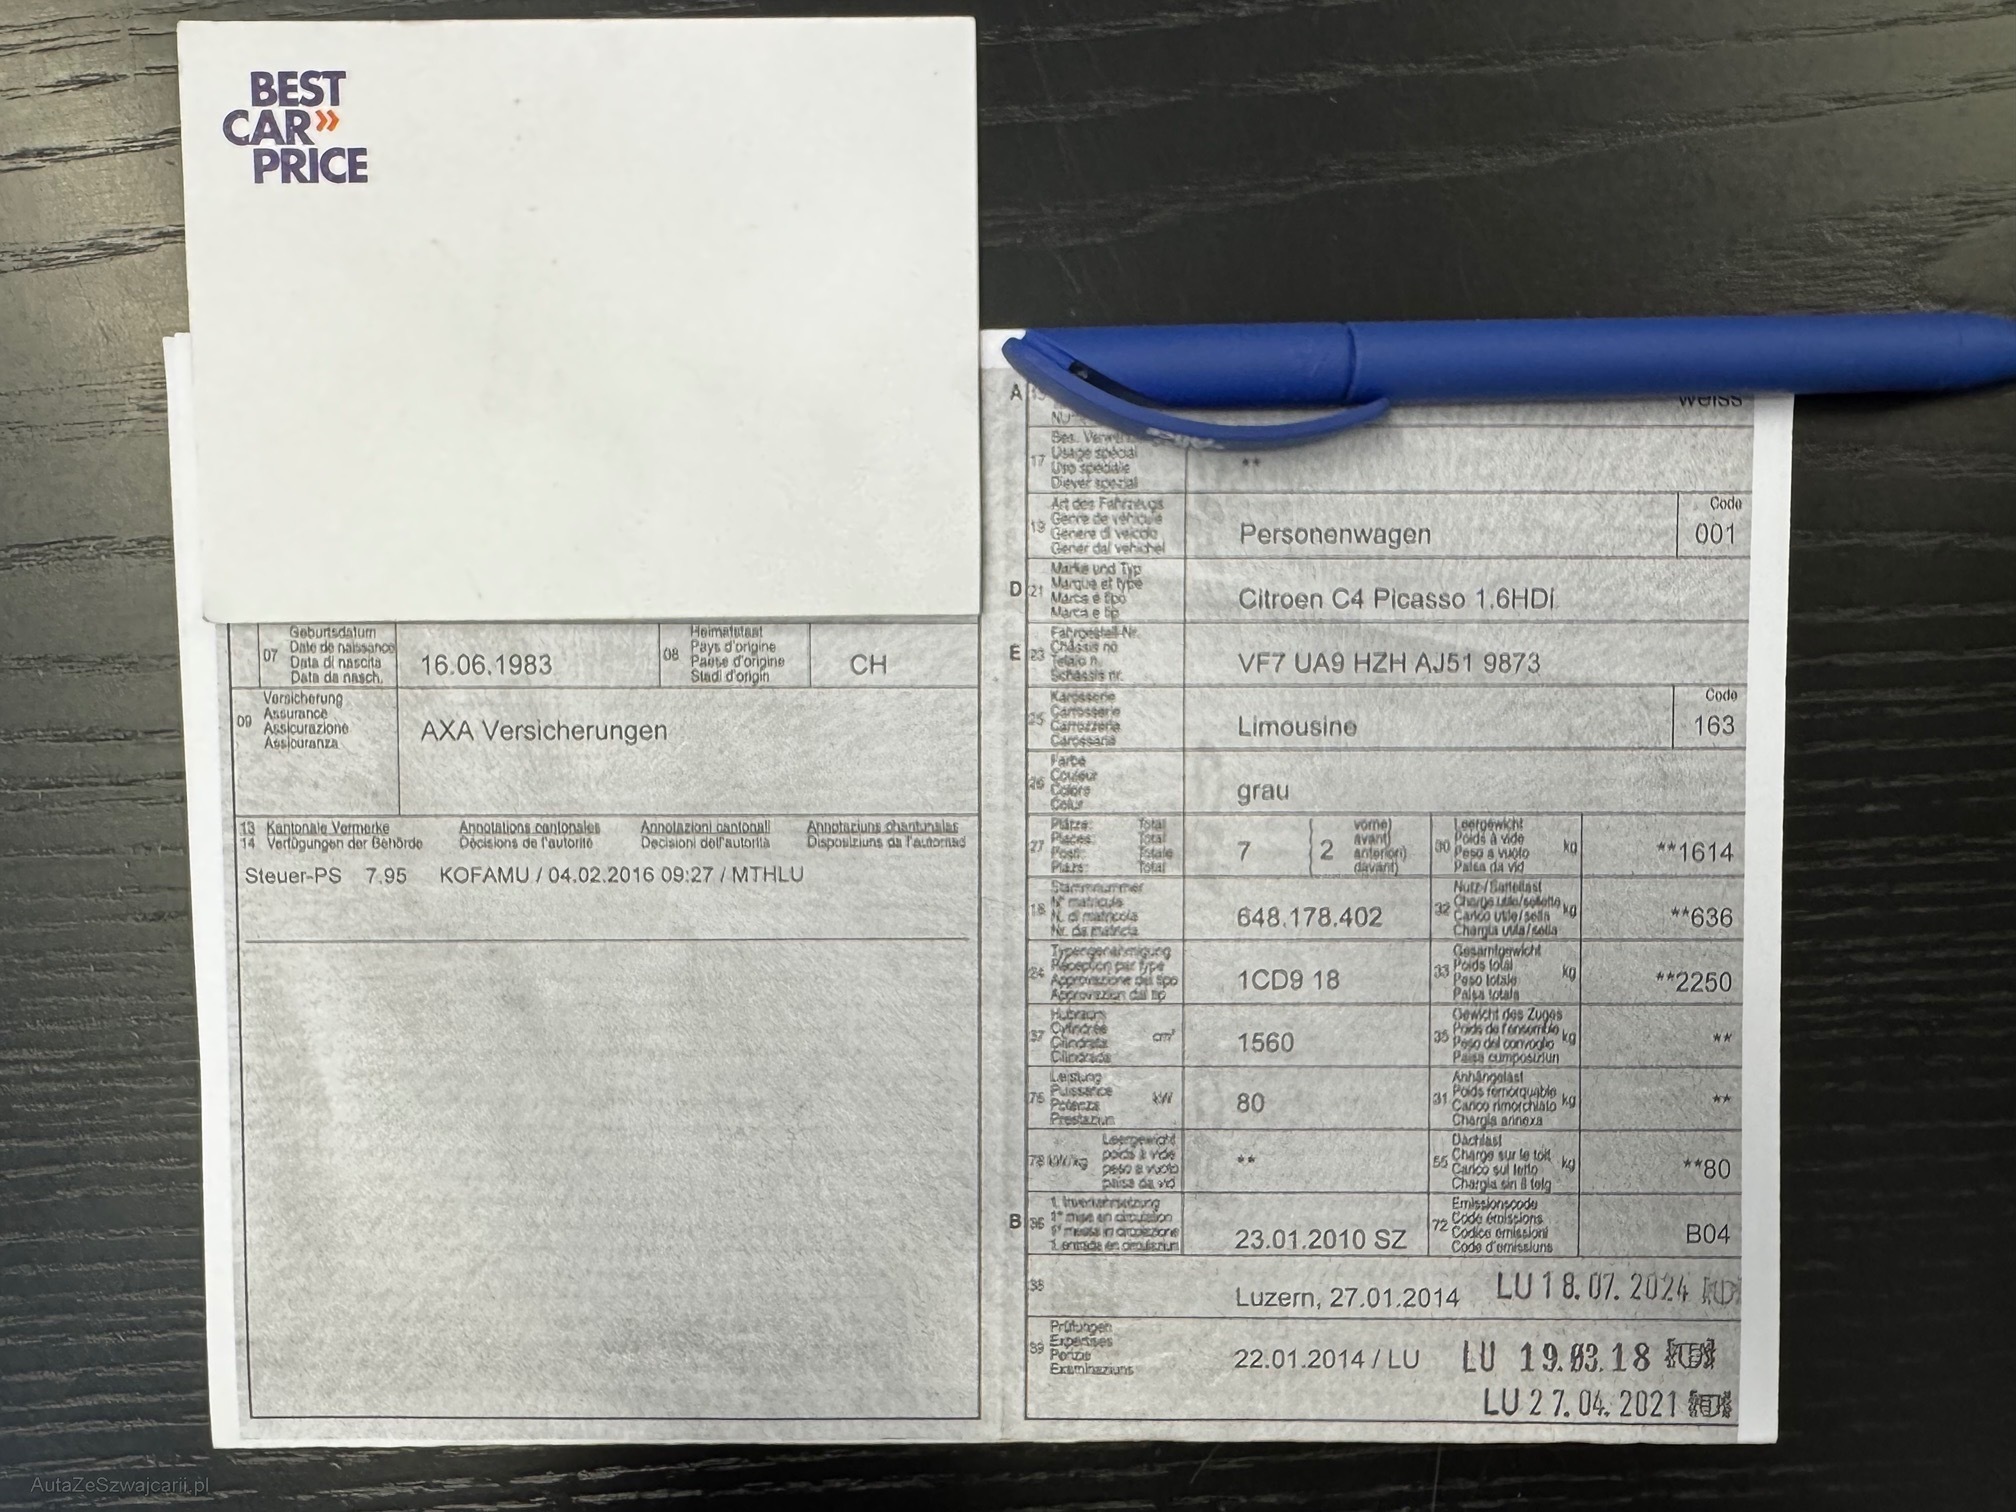 BEST
CAR»
PRICE
07 Geburtsdatum
Date de naissance
Data di nascita
Data da nasch.
16.06.1983
08 Heimatstaat
Pays d'origine
Paese d'origine
Stadi d'origin
CH
09 Versicherung
Assurance
Assicurazione
Assicuranza
AXA Versicherungen
13 Kantonale Vermerke Annotations cantonales Annotazioni cantonali Annotaziuns chantunalas
14 Verfügungen der Behörde Décisions de l'autorité Decisioni dell'autorità Disposiziuns da l'autoritad
Steuer-PS 7.95 KOFAMU / 04.02.2016 09:27 / MTHLU
A 15
weiss
17 Usage spécial
Uso speciale
Diever spezial
**
19 Art des Fahrzeugs
Genre de véhicule
Genere di veicolo
Gener dal vehichel
Personenwagen
Code
001
D 21 Marke und Typ
Marque et type
Marca e tipo
Marca e tip
Citroen C4 Picasso 1.6HDi
E 23 Fahrgestell-Nr.
Châssis no
Telaio n.
Schassis nr.
VF7 UA9 HZH AJ51 9873
25 Karosserie
Carrosserie
Carrozzeria
Carossaria
Limousine
Code
163
26 Farbe
Couleur
Colore
Colur
grau
27 Plätze: Total
Places: Total
Posti: Totale
Plazs: Total
7 ( 2 vorne)
avant)
anteriori)
davant)
30 Leergewicht
Poids à vide
Peso a vuoto
Paisa da vid
kg
**1614
18 Stammnummer
N° matricule
N. di matricola
Nr. da matricla
648.178.402
32 Nutz-/Sattellast
Charge utile/sellette
Carico utile/sella
Chargia utila/sella
kg
**636
24 Typengenehmigung
Réception par type
Approvazione del tipo
Approvaziun dal tip
1CD9 18
33 Gesamtgewicht
Poids total
Peso totale
Paisa totala
kg
**2250
37 Hubraum
Cylindrée
Cilindrata
Cilindrada
cm³
1560
35 Gewicht des Zuges
Poids de l'ensemble
Peso del convoglio
Paisa cumposiziun
kg
**
76 Leistung
Puissance
Potenza
Prestaziun
kW
80
31 Anhängelast
Poids remorquable
Carico rimorchiato
Chargia annexa
kg
**
78 kW/kg Leergewicht
poids à vide
peso a vuoto
paisa da vid
**
55 Dachlast
Charge sur le toit
Carico sul tetto
Chargia sin il tetg
kg
**80
B 36 1. Inverkehrsetzung
1re mise en circulation
1a messa in circolazione
1. entrada en circulaziun
23.01.2010 SZ
72 Emissionscode
Code émissions
Codice emissioni
Code d'emissiuns
B04
38
Luzern, 27.01.2014 LU 18.07.2024
39 Prüfungen
Expertises
Perizie
Examinaziuns
22.01.2014 / LU LU 19.03.18
LU 27.04.2021
AutaZeSzwajcarii.pl